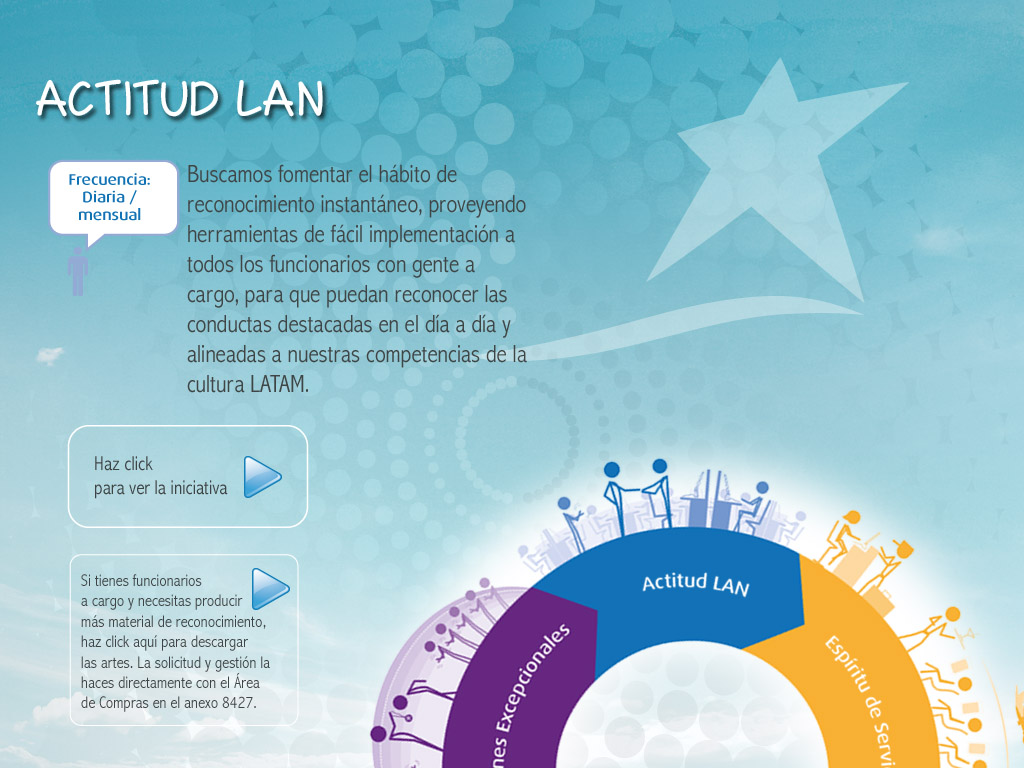 ACTITUD LAN
Frecuencia:
Diaria /
mensual
Buscamos fomentar el hábito de
reconocimiento instantáneo, proveyendo
herramientas de fácil implementación a
todos los funcionarios con gente a
cargo, para que puedan reconocer las
conductas destacadas en el día a día y
alineadas a nuestras competencias de la
cultura LATAM.
Haz click
para ver la iniciativa
Si tienes funcionarios
a cargo y necesitas producir
más material de reconocimiento,
haz click aquí para descargar
las artes. La solicitud y gestión la
haces directamente con el Área
de Compras en el anexo 8427.
Actitud LAN
nes Excepcionales
Espíritu de Servi